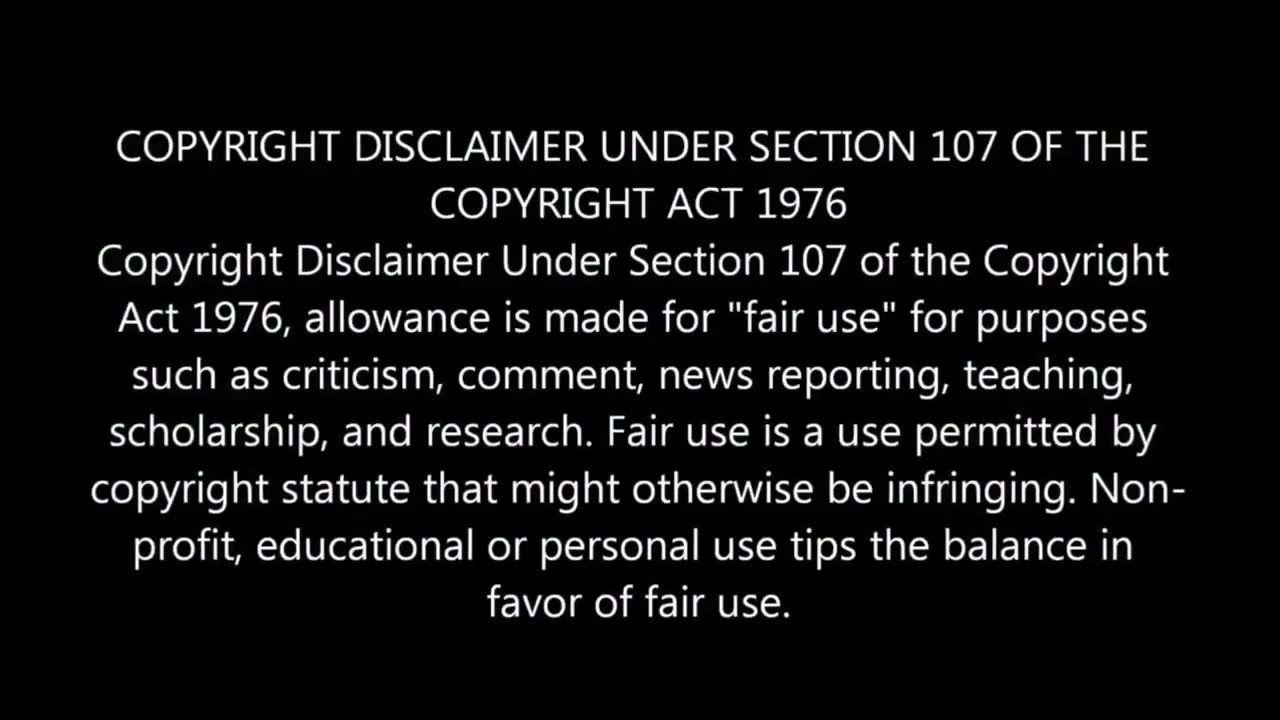 COPYRIGHT DISCLAIMER UNDER SECTION 107 OF THE
COPYRIGHT ACT 1976
Copyright Disclaimer Under Section 107 of the Copyright
Act 1976, allowance is made for "fair use" for purposes
such as criticism, comment, news reporting, teaching,
scholarship, and research. Fair use is a use permitted by
copyright statute that might otherwise be infringing. Non-
profit, educational or personal use tips the balance in
favor of fair use.